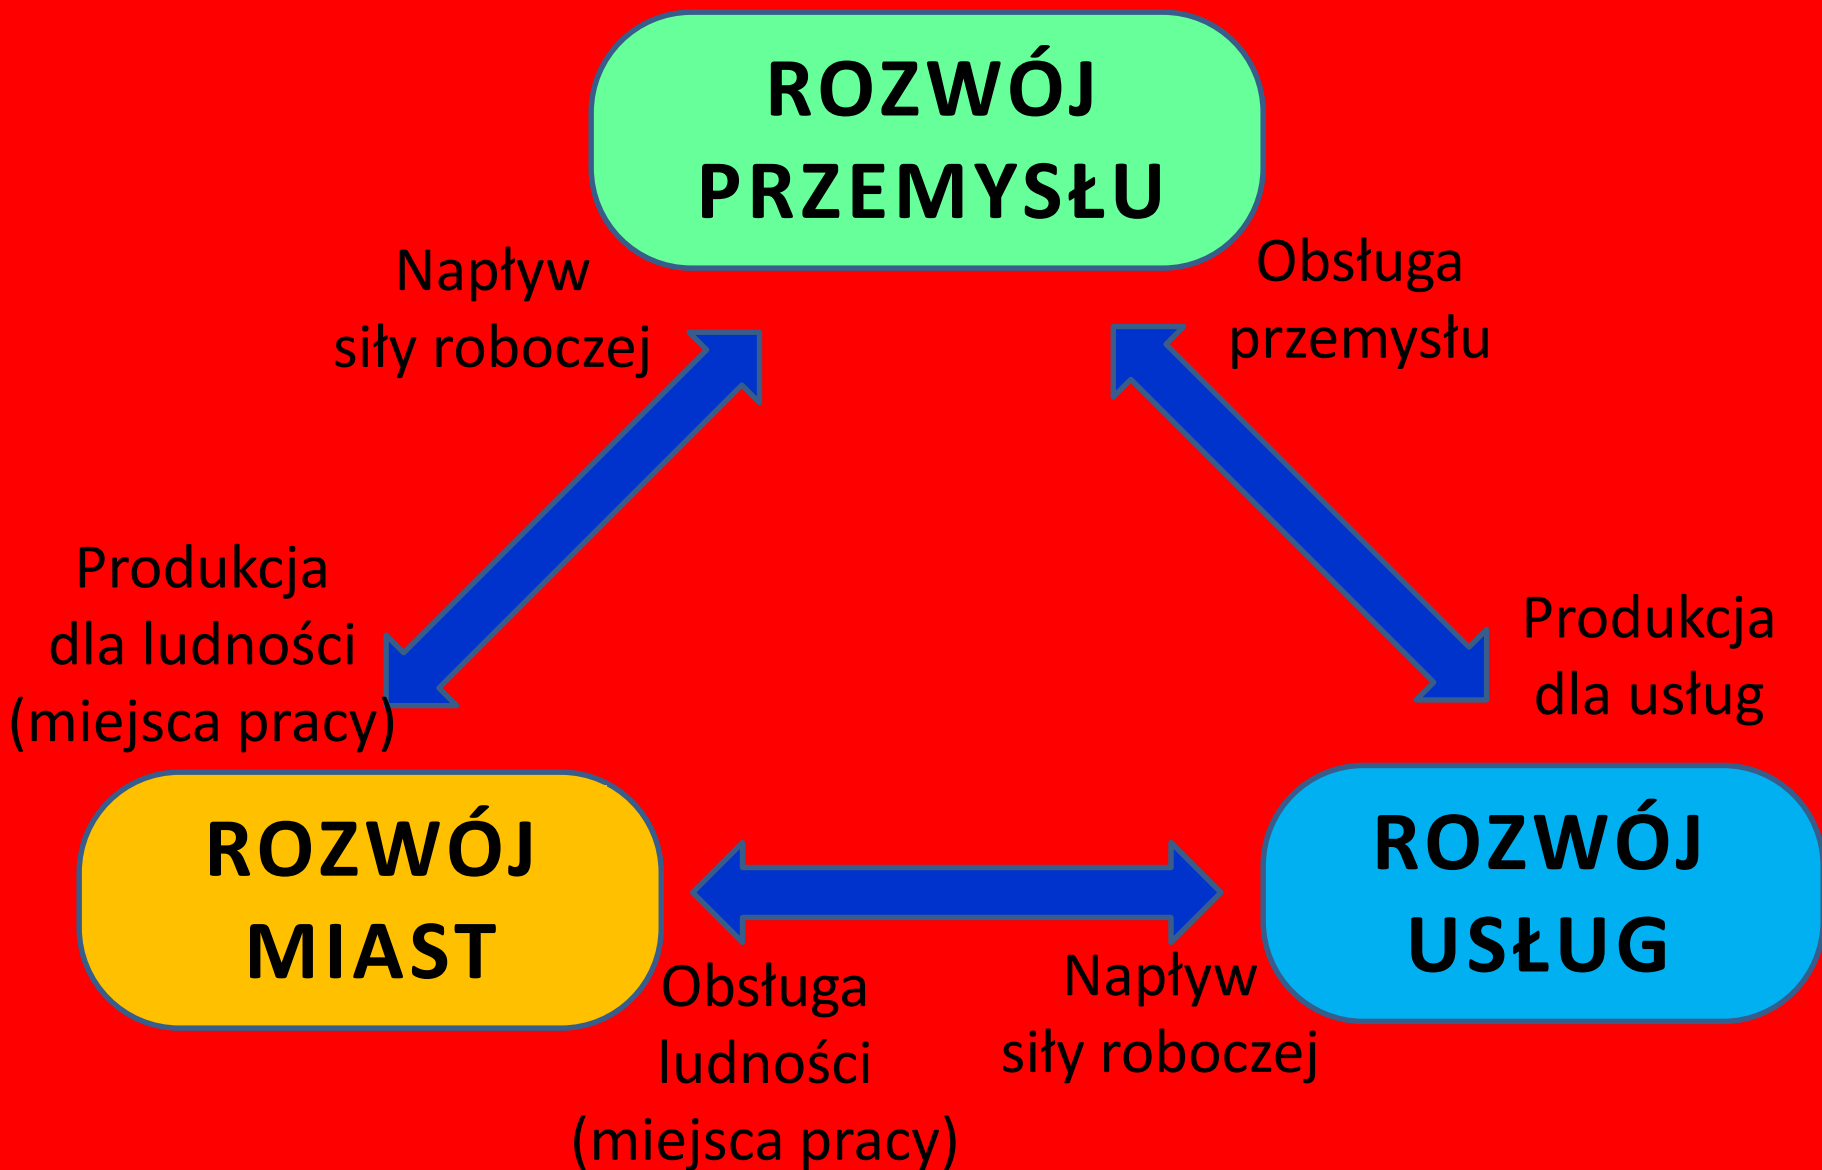 ROZWÓJ
PRZEMYSŁU
Napływ
siły roboczej
Obsługa
przemysłu
Produkcja
dla ludności
(miejsca pracy)
Produkcja
dla usług
ROZWÓJ
MIAST
ROZWÓJ
USŁUG
Obsługa
ludności
(miejsca pracy)
Napływ
siły roboczej